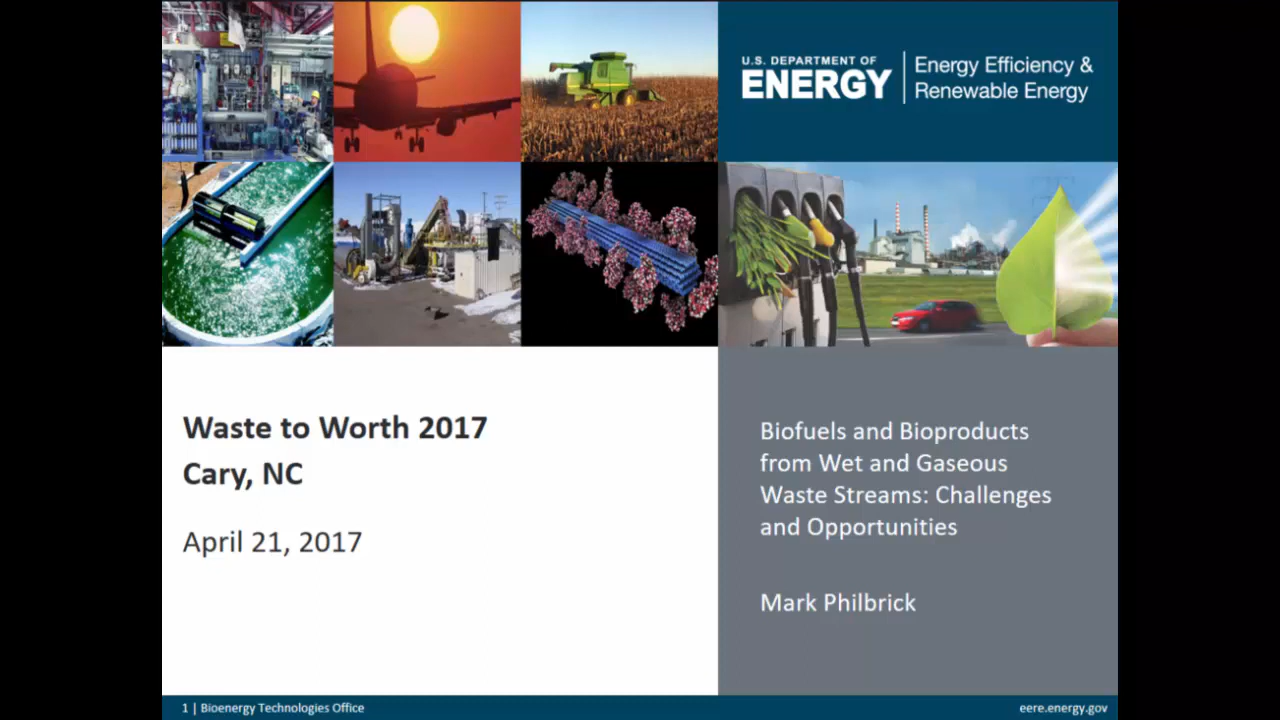 U.S. DEPARTMENT OF
ENERGY
Energy Efficiency &
Renewable Energy
Waste to Worth 2017
Cary, NC
April 21, 2017
Biofuels and Bioproducts
from Wet and Gaseous
Waste Streams: Challenges
and Opportunities
Mark Philbrick
1 | Bioenergy Technologies Office
eere.energy.gov